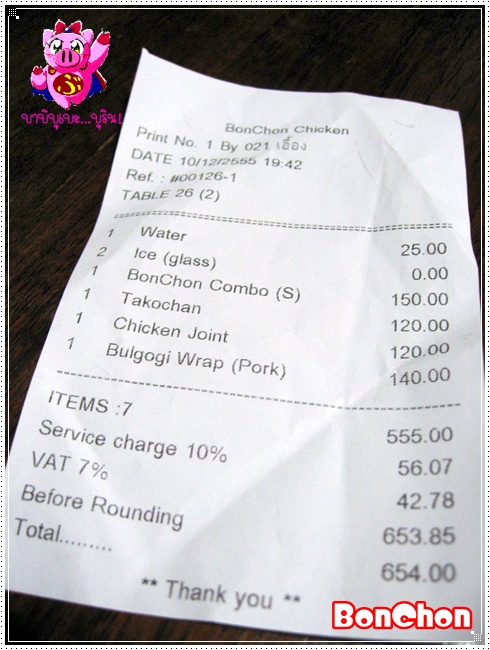 บาบิบูเบะ...บูริน!
BonChon Chicken
Print No. 1 By 021 เอื้อง
DATE 10/12/2555 19:42
Ref. : #00126-1
TABLE 26 (2)
1 Water 25.00
2 Ice (glass) 0.00
1 BonChon Combo (S) 150.00
1 Takochan 120.00
1 Chicken Joint 120.00
1 Bulgogi Wrap (Pork) 140.00
ITEMS :7 555.00
Service charge 10% 56.07
VAT 7% 42.78
Before Rounding 653.85
Total......... 654.00
** Thank you **
BonChon